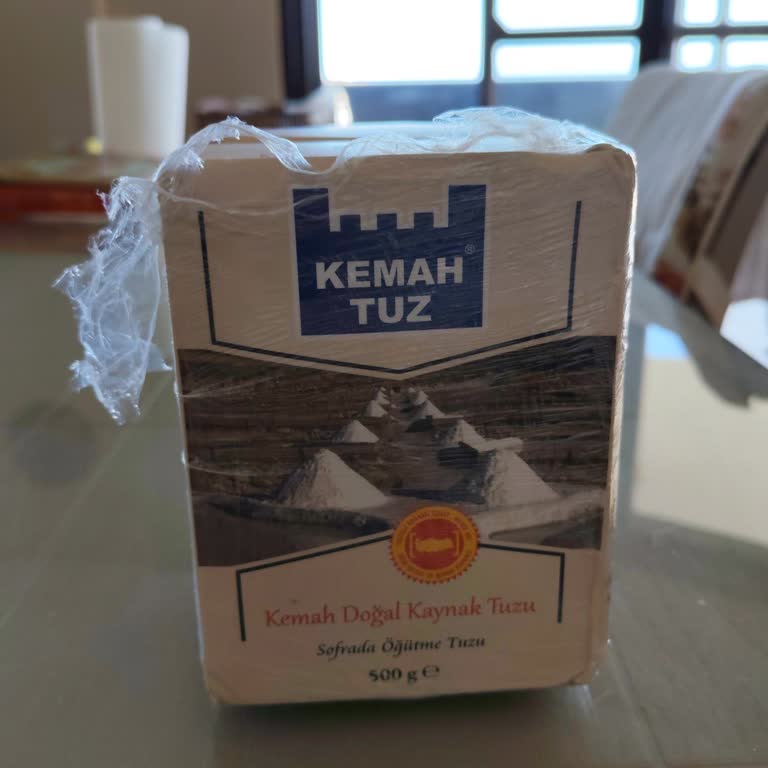 KEMAH ®
TUZ
Kemah Doğal Kaynak Tuzu
Sofrada Öğütme Tuzu
500 g ℮